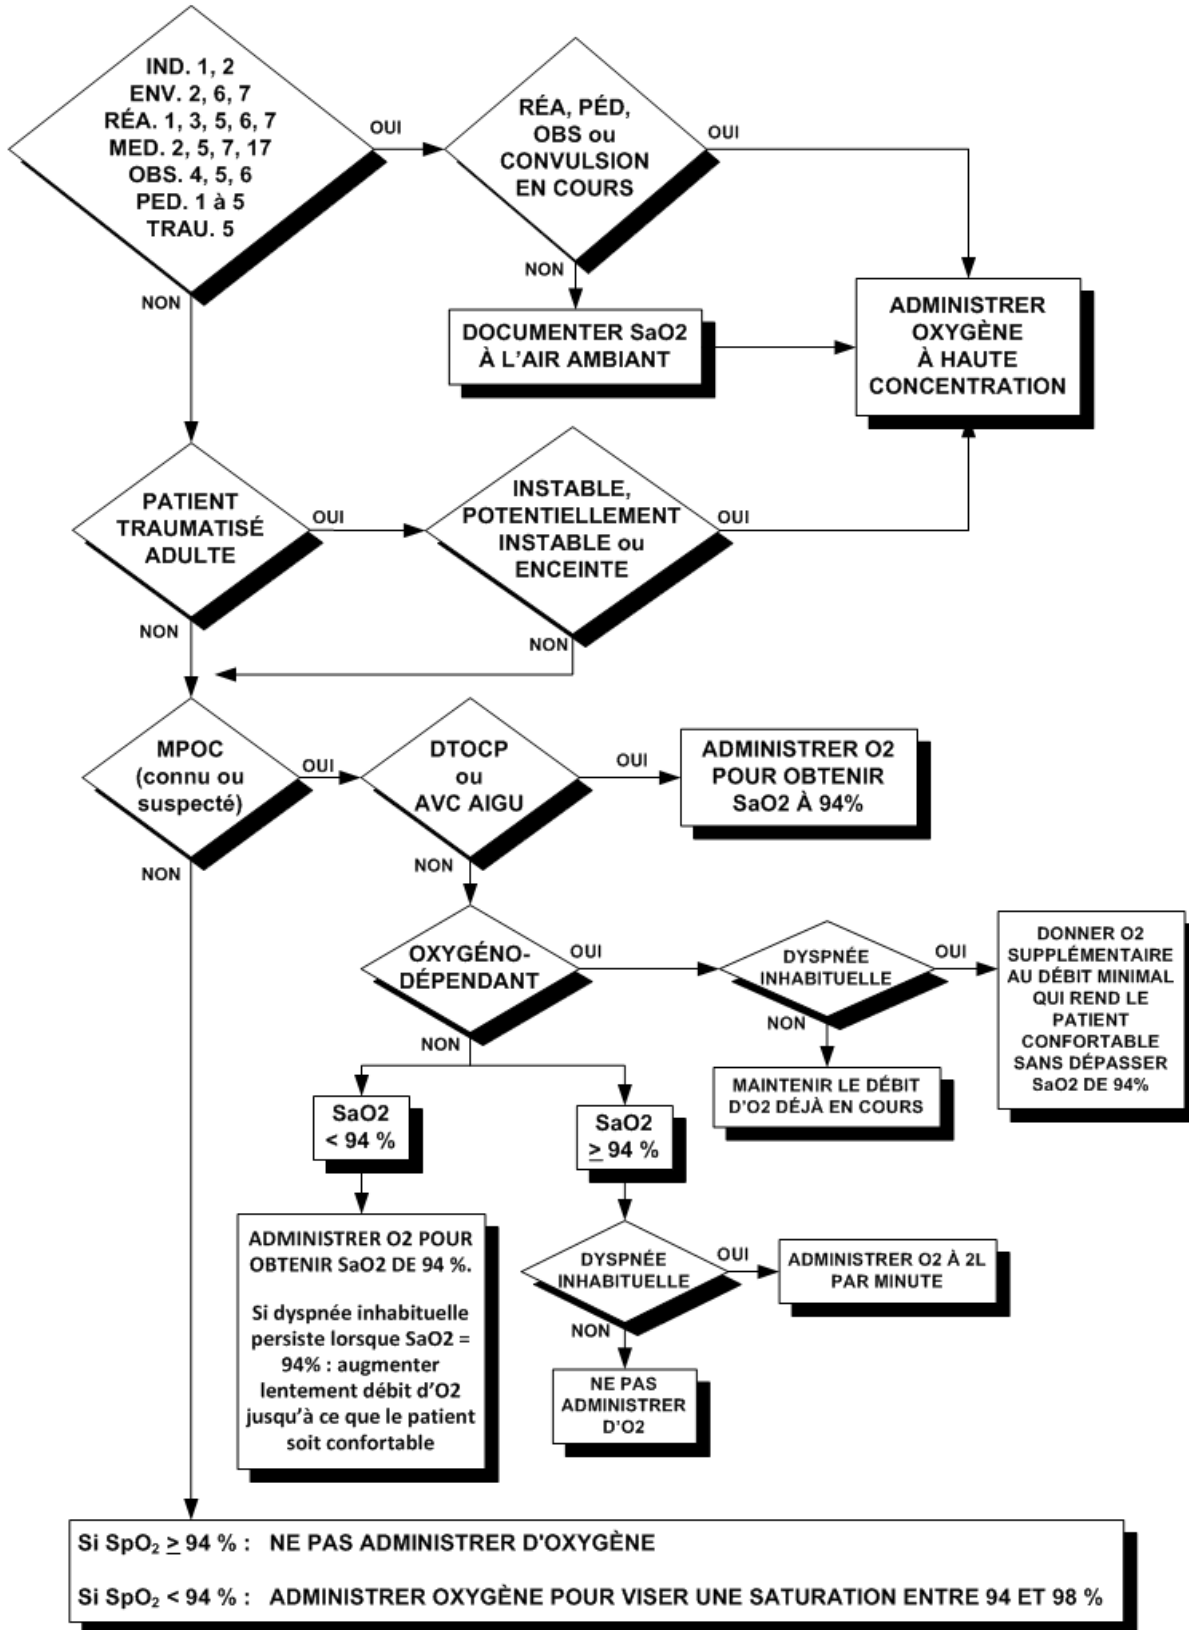 IND. 1, 2
ENV. 2, 6, 7
RÉA. 1, 3, 5, 6, 7
MED. 2, 5, 7, 17
OBS. 4, 5, 6
PED. 1 à 5
TRAU. 5
OUI
NON
RÉA, PÉD,
OBS ou
CONVULSION
EN COURS
OUI
NON
DOCUMENTER SaO2
À L'AIR AMBIANT
ADMINISTRER
OXYGÈNE
À HAUTE
CONCENTRATION
PATIENT
TRAUMATISÉ
ADULTE
OUI
NON
INSTABLE,
POTENTIELLEMENT
INSTABLE ou
ENCEINTE
OUI
NON
MPOC
(connu ou
suspecté)
OUI
NON
DTOCP
ou
AVC AIGU
OUI
NON
ADMINISTRER O2
POUR OBTENIR
SaO2 À 94%
OXYGÉNO-
DÉPENDANT
OUI
NON
DYSPNÉE
INHABITUELLE
OUI
NON
DONNER O2
SUPPLÉMENTAIRE
AU DÉBIT MINIMAL
QUI REND LE
PATIENT
CONFORTABLE
SANS DÉPASSER
SaO2 DE 94%
MAINTENIR LE DÉBIT
D'O2 DÉJÀ EN COURS
SaO2
< 94 %
SaO2
≥ 94 %
ADMINISTRER O2 POUR
OBTENIR SaO2 DE 94 %.
Si dyspnée inhabituelle
persiste lorsque SaO2 =
94% : augmenter
lentement débit d'O2
jusqu'à ce que le patient
soit confortable
DYSPNÉE
INHABITUELLE
OUI
NON
ADMINISTRER O2 À 2L
PAR MINUTE
NE PAS
ADMINISTRER
D'O2
Si SpO₂ ≥ 94 % : NE PAS ADMINISTRER D'OXYGÈNE
Si SpO₂ < 94 % : ADMINISTRER OXYGÈNE POUR VISER UNE SATURATION ENTRE 94 ET 98 %